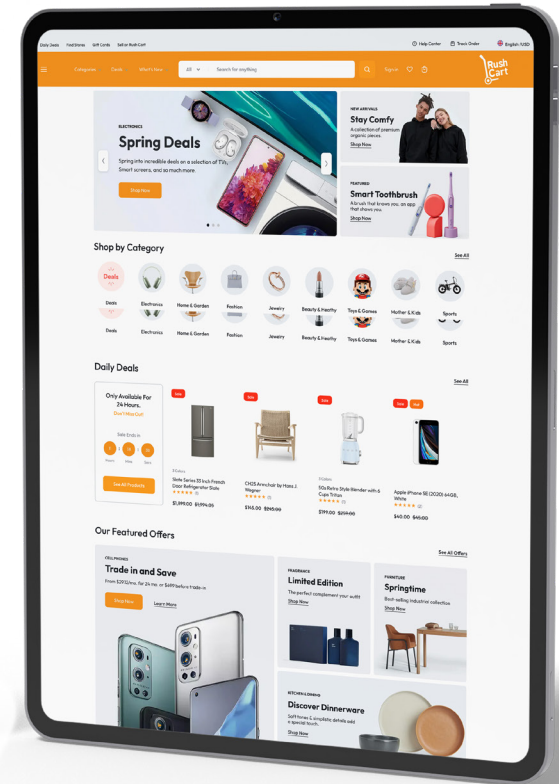 Daily Deals Find Stores Gift Cards Sell on Rush Cart
Help Center Track Order English (USD)
Categories Deals What's New
All Search for anything
Sign in
Rush
Cart
ELECTRONICS
Spring Deals
Spring into incredible deals on a selection of TVs,
Smart screens, and so much more.
Shop Now
NEW ARRIVALS
Stay Comfy
A collection of premium
organic pieces.
Shop Now
FEATURED
Smart Toothbrush
A brush that knows you, an app
that shows you.
Shop Now
Shop by Category
See All
Deals
Deals Electronics Home & Garden Fashion Jewelry Beauty & Healthy Toys & Games Mother & Kids Sports
Deals Electronics Home & Garden Fashion Jewelry Beauty & Healthy Toys & Games Mother & Kids Sports
Daily Deals
See All
Only Available For
24 Hours.
Don't Miss Out!
Sale Ends in
Hours Mins Secs
See All Products
Sale
Slate Series 33 Inch French
Door Refrigerator Slate
Sale
CH25 Armchair by Hans J.
Wegner
$145.00 $245.00
Sale
50s Retro Style Blender with 6
Cups Tritan
$199.00 $259.00
Sale Hot
Apple iPhone SE (2020) 64GB,
White
$40.00 $45.00
Our Featured Offers
See All Offers
CELL PHONES
Trade in and Save
Shop Now
Learn More
FRAGRANCE
Limited Edition
The perfect complement your outfit
Shop Now
FURNITURE
Springtime
Best-selling industrial collection
Shop Now
KITCHEN & DINING
Discover Dinnerware
Soft tones & simplistic details add
a special touch.
Shop Now